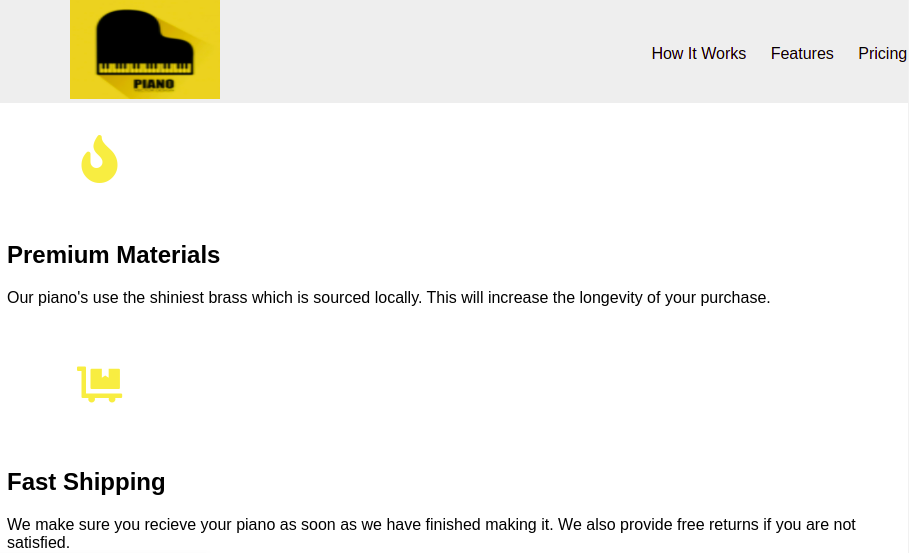 PIANO
How It Works Features Pricing
Premium Materials
Our piano's use the shiniest brass which is sourced locally. This will increase the longevity of your purchase.
Fast Shipping
We make sure you recieve your piano as soon as we have finished making it. We also provide free returns if you are not
satisfied.